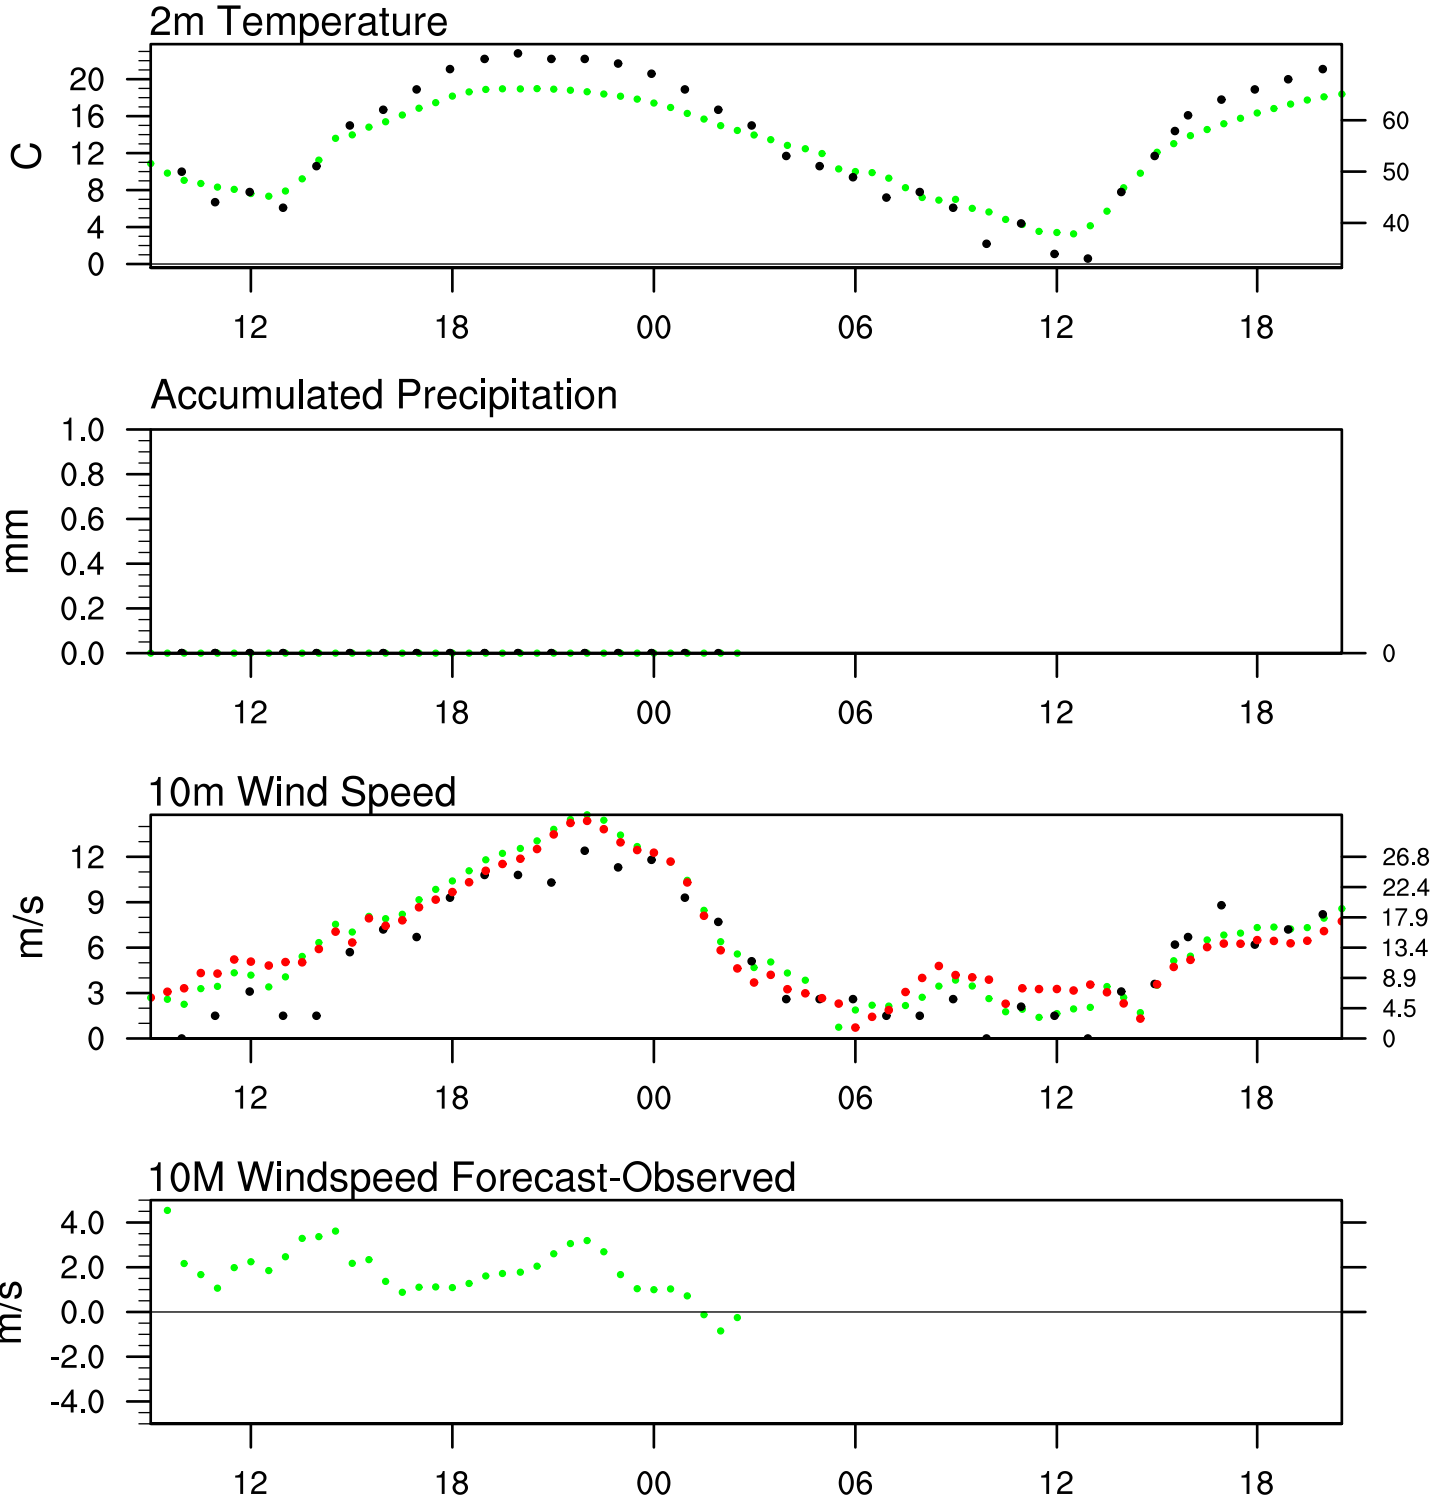 2m Temperature
20
16
12
8
4
0
C
60
50
40
12 18 00 06 12 18
Accumulated Precipitation
1.0
0.8
0.6
0.4
0.2
0.0
mm
0
12 18 00 06 12 18
10m Wind Speed
12
9
6
3
0
m/s
26.8
22.4
17.9
13.4
8.9
4.5
0
12 18 00 06 12 18
10M Windspeed Forecast-Observed
4.0
2.0
0.0
-2.0
-4.0
m/s
12 18 00 06 12 18